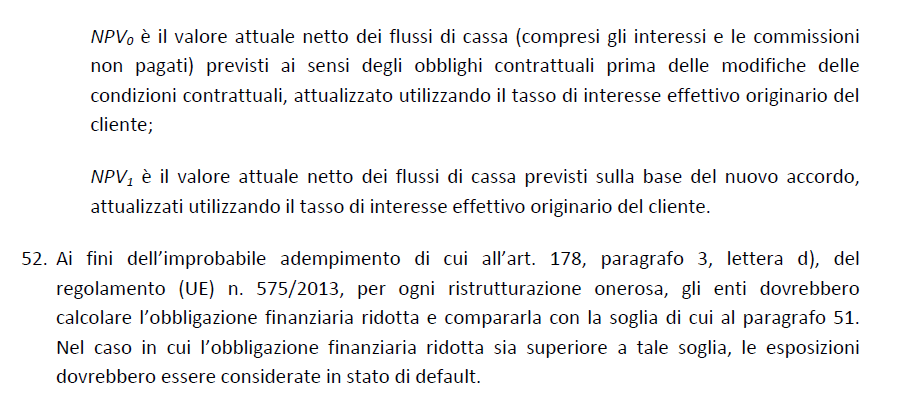 NPV₀ è il valore attuale netto dei flussi di cassa (compresi gli interessi e le commissioni
non pagati) previsti ai sensi degli obblighi contrattuali prima delle modifiche delle
condizioni contrattuali, attualizzato utilizzando il tasso di interesse effettivo originario del
cliente;
NPV₁ è il valore attuale netto dei flussi di cassa previsti sulla base del nuovo accordo,
attualizzati utilizzando il tasso di interesse effettivo originario del cliente.
52. Ai fini dell’improbabile adempimento di cui all’art. 178, paragrafo 3, lettera d), del
regolamento (UE) n. 575/2013, per ogni ristrutturazione onerosa, gli enti dovrebbero
calcolare l’obbligazione finanziaria ridotta e compararla con la soglia di cui al paragrafo 51.
Nel caso in cui l’obbligazione finanziaria ridotta sia superiore a tale soglia, le esposizioni
dovrebbero essere considerate in stato di default.